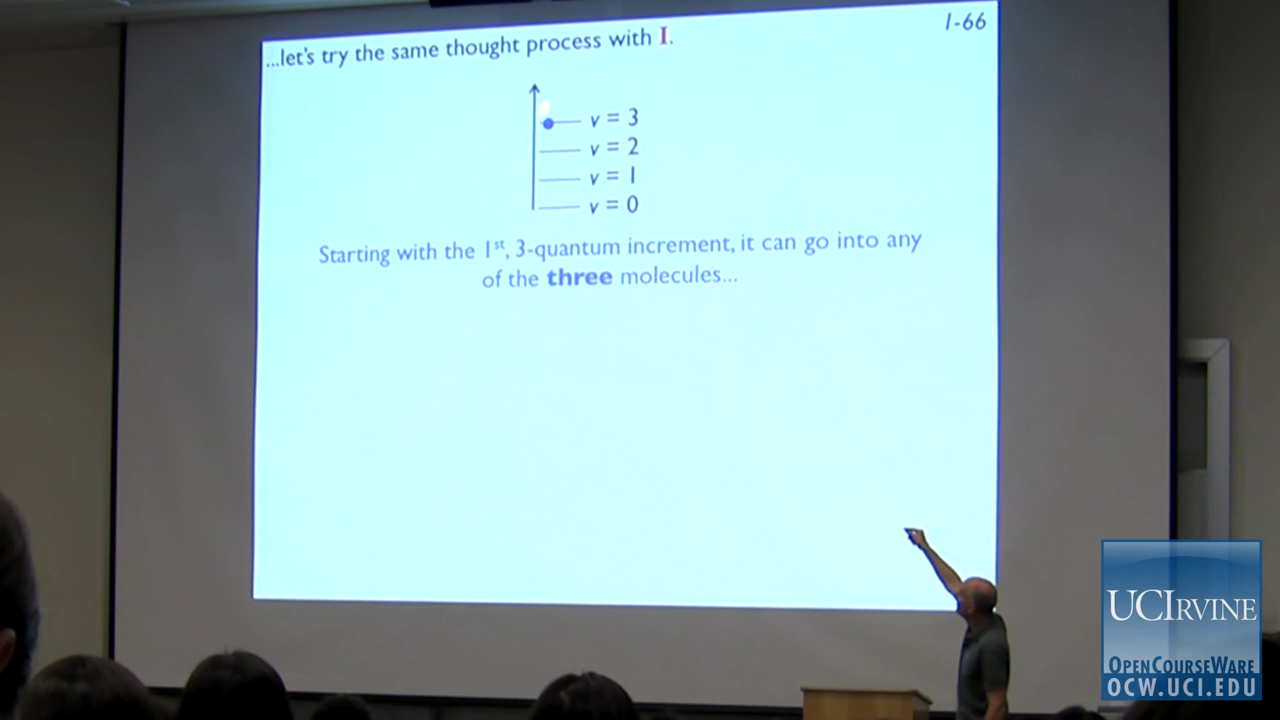 ...let's try the same thought process with I.
1-66
v = 3
v = 2
v = 1
v = 0
Starting with the 1st, 3-quantum increment, it can go into any
of the three molecules...
UCIRVINE
OPENCOURSEWARE
OCW.UCI.EDU